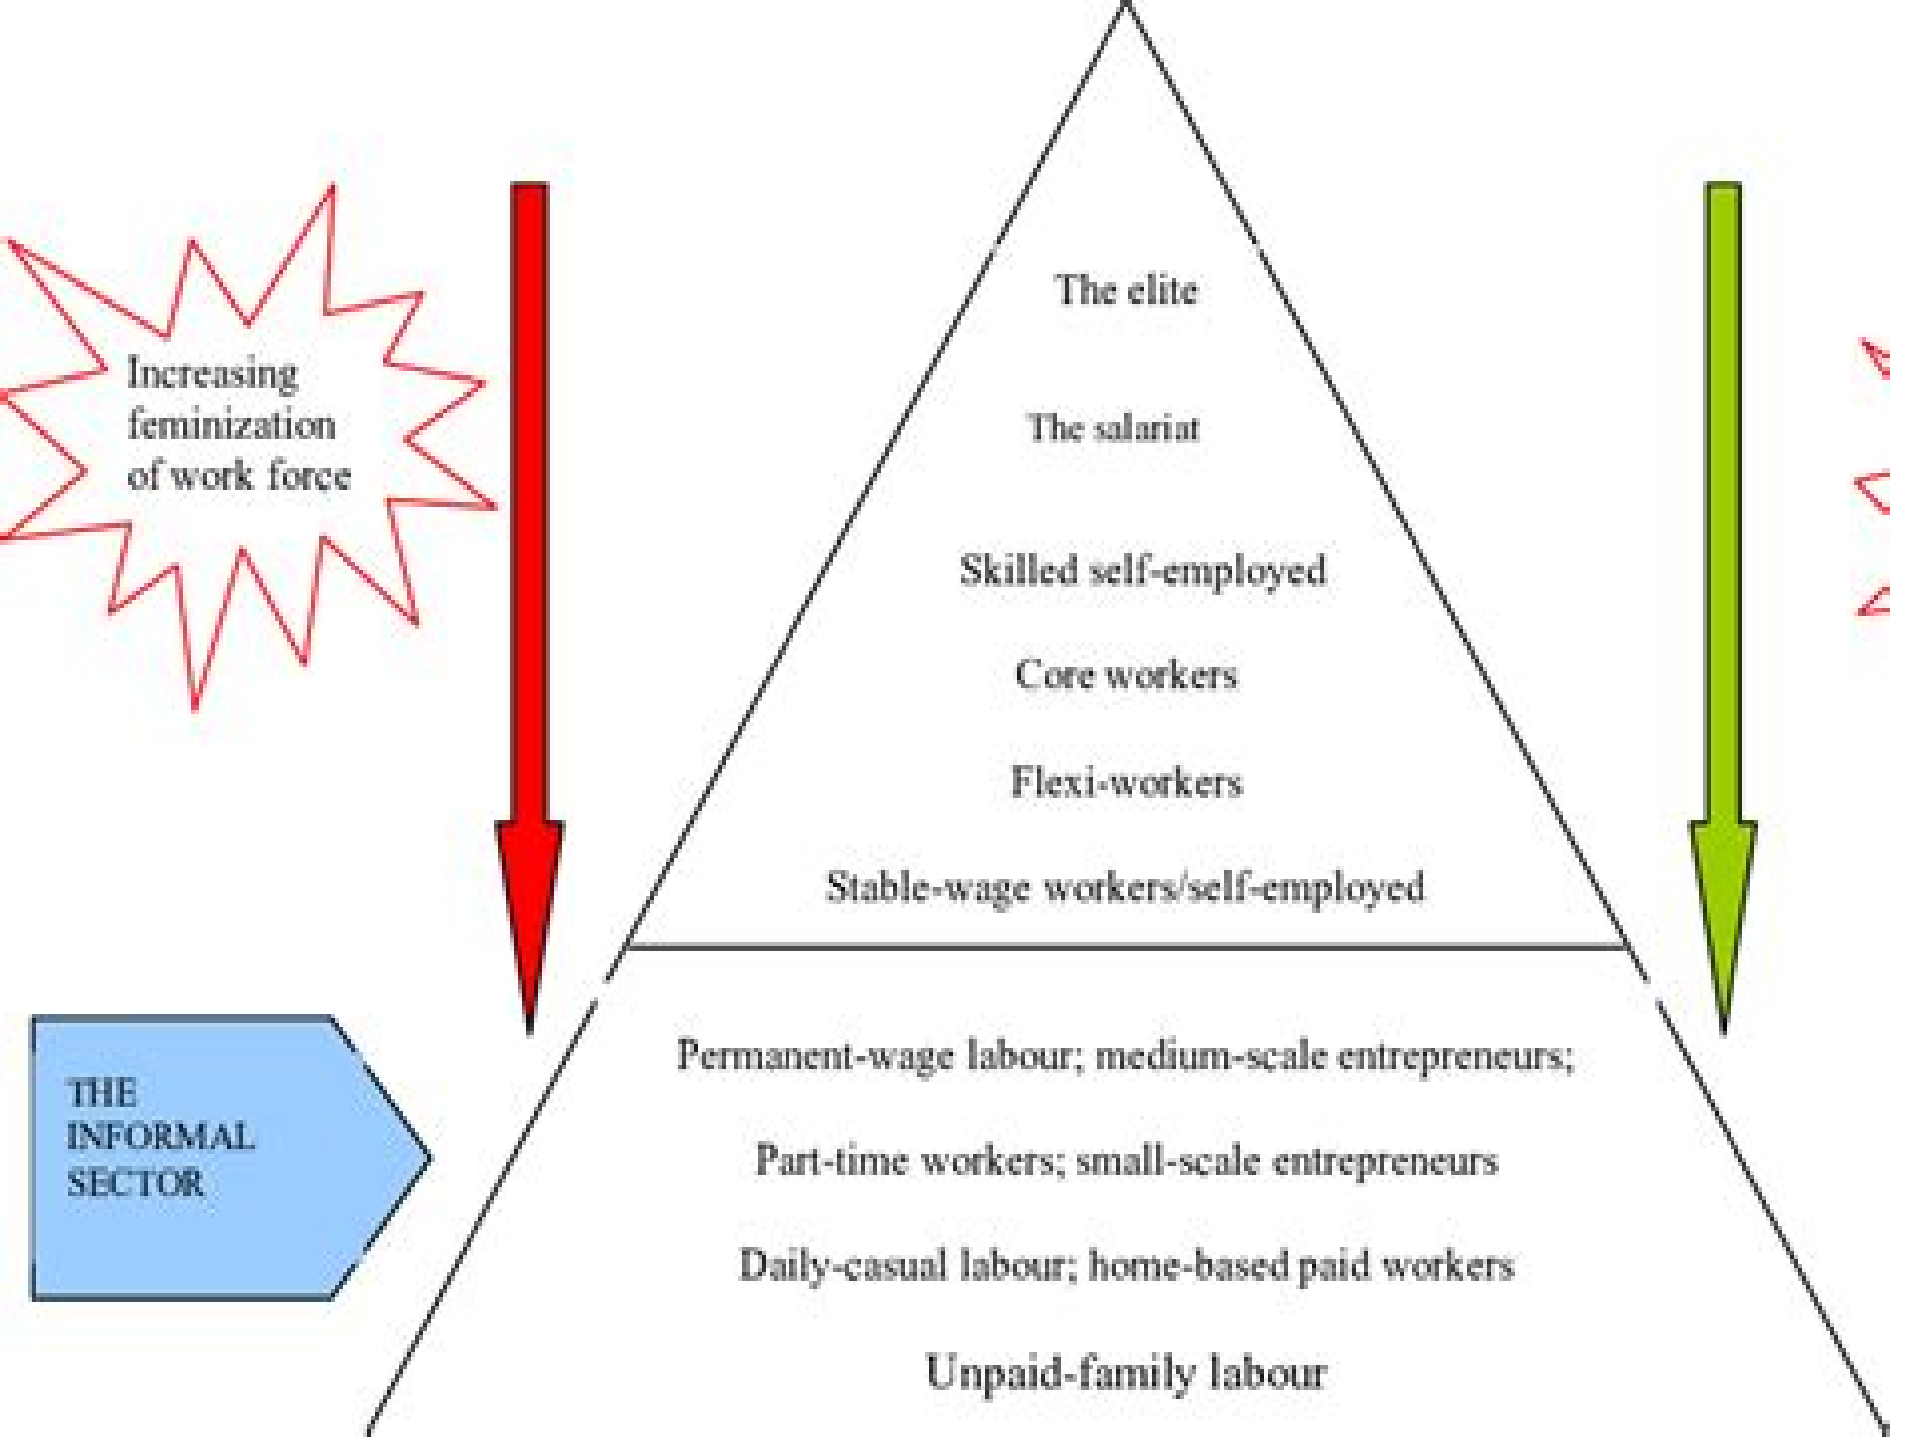 The elite
Increasing
feminization
of work force
The salariat
Skilled self-employed
Core workers
Flexi-workers
Stable-wage workers/self-employed
THE
INFORMAL
SECTOR
Permanent-wage labour; medium-scale entrepreneurs;
Part-time workers; small-scale entrepreneurs
Daily-casual labour; home-based paid workers
Unpaid-family labour